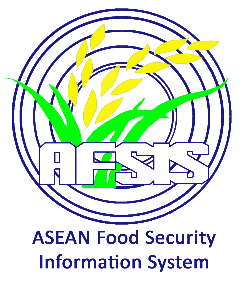 AFSIS
ASEAN Food Security
Information System